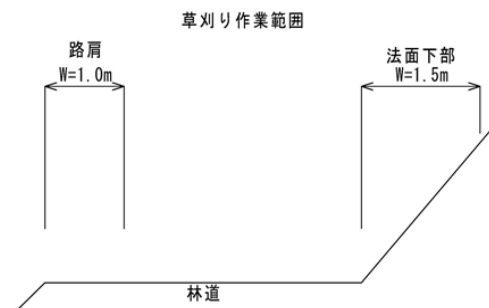 草刈り作業範囲
路肩
W=1.0m
法面下部
W=1.5m
林道